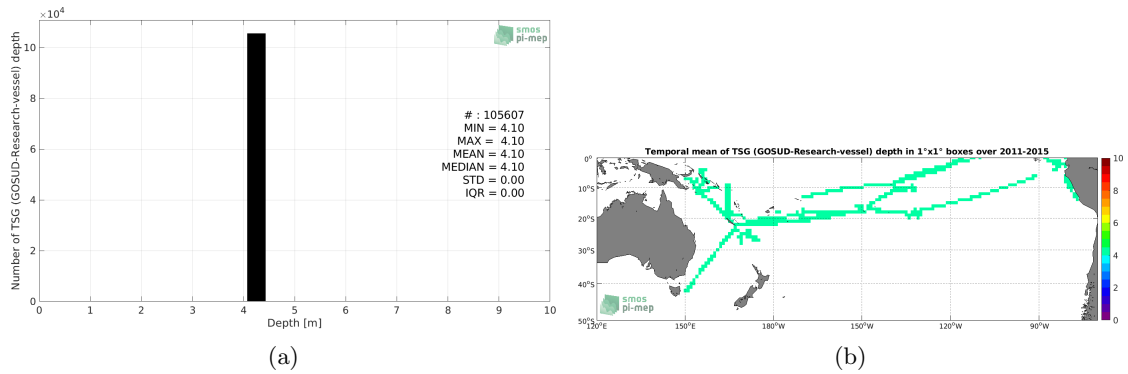 ×10⁴
10
8
6
4
2
0
Number of TSG (GOSUD-Research-vessel) depth
0 1 2 3 4 5 6 7 8 9 10
Depth [m]
smos
pi-mep
# : 105607
MIN = 4.10
MAX = 4.10
MEAN = 4.10
MEDIAN = 4.10
STD = 0.00
IQR = 0.00
(a)
Temporal mean of TSG (GOSUD-Research-vessel) depth in 1°x1° boxes over 2011-2015
0°
10°S
20°S
30°S
40°S
50°S
120°E 150°E 180°W 150°W 120°W 90°W
smos
pi-mep
10
8
6
4
2
0
(b)